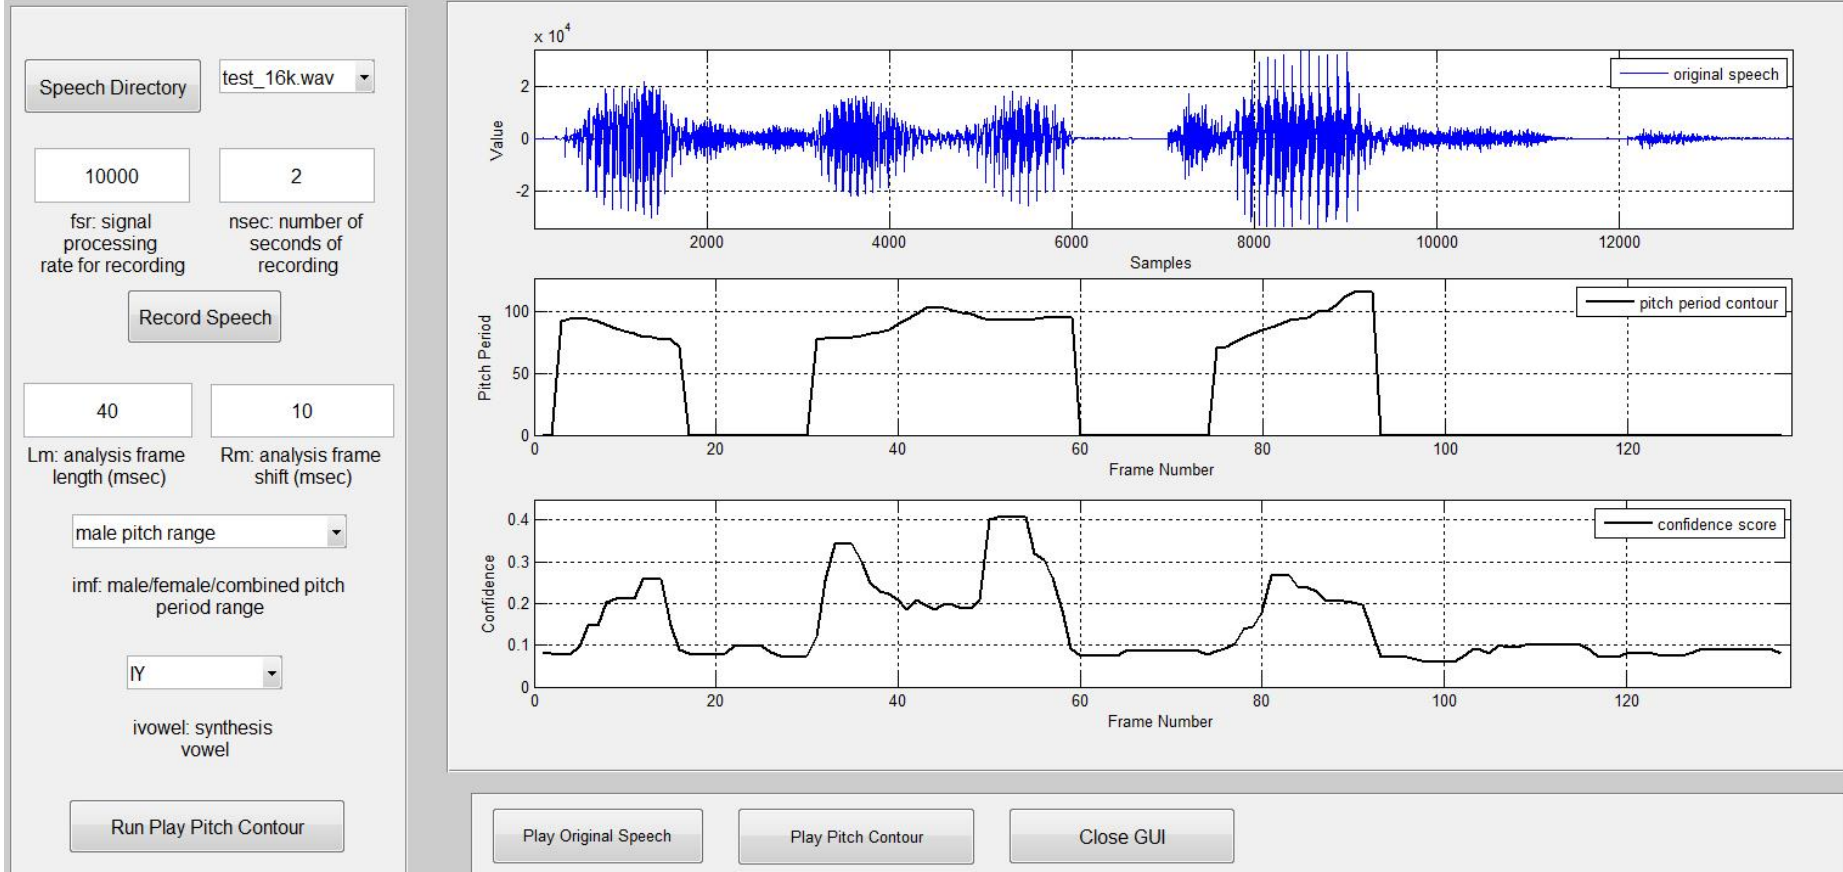 Speech Directory
test_16k.wav
10000
2
fsr: signal
processing
rate for recording
nsec: number of
seconds of
recording
Record Speech
40
10
Lm: analysis frame
length (msec)
Rm: analysis frame
shift (msec)
male pitch range
imf: male/female/combined pitch
period range
IY
ivowel: synthesis
vowel
Run Play Pitch Contour
x 10^4
2
0
-2
Value
original speech
2000 4000 6000 8000 10000 12000
Samples
100
50
0
Pitch Period
pitch period contour
0 20 40 60 80 100 120
Frame Number
0.4
0.3
0.2
0.1
0
Confidence
confidence score
0 20 40 60 80 100 120
Frame Number
Play Original Speech
Play Pitch Contour
Close GUI